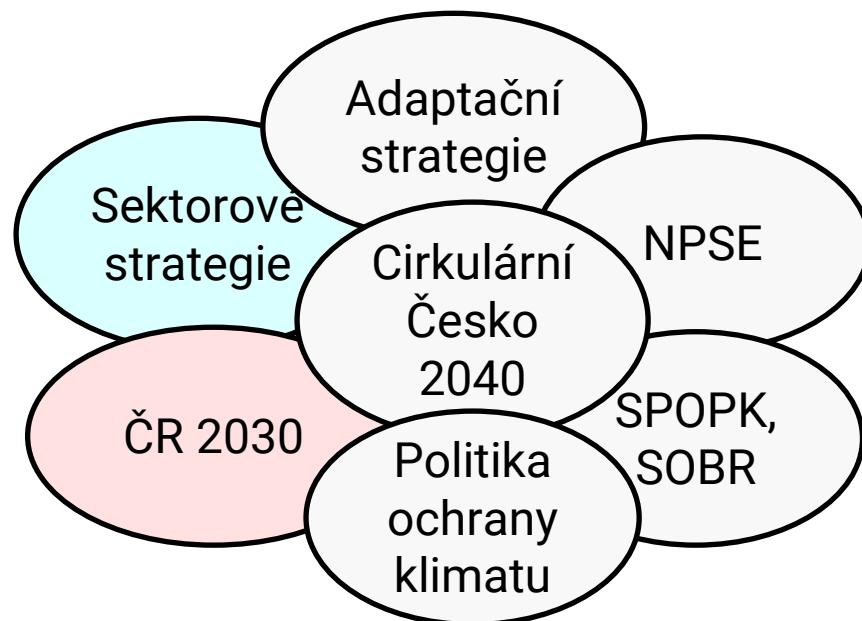 Adaptační
strategie
Sektorové
strategie
NPSE
Cirkulární
Česko
2040
ČR 2030
SPOPK,
SOBR
Politika
ochrany
klimatu